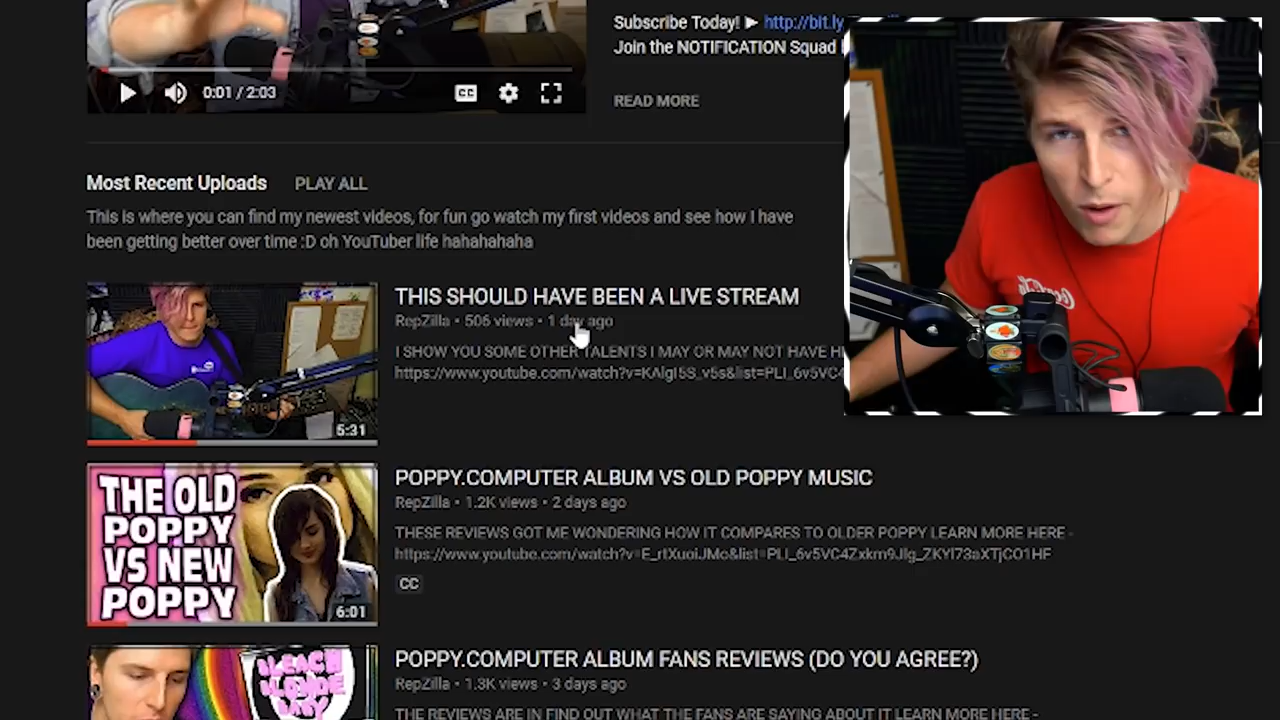 Subscribe Today! ► http://bit.ly
Join the NOTIFICATION Squad
0:01 / 2:03
CC
READ MORE
Most Recent Uploads PLAY ALL
This is where you can find my newest videos, for fun go watch my first videos and see how I have
been getting better over time :D oh YouTuber life hahahahaha
THIS SHOULD HAVE BEEN A LIVE STREAM
RepZilla • 506 views • 1 day ago
I SHOW YOU SOME OTHER TALENTS I MAY OR MAY NOT HAVE
5:31
POPPY.COMPUTER ALBUM VS OLD POPPY MUSIC
RepZilla • 1.2K views • 2 days ago
THESE REVIEWS GOT ME WONDERING HOW IT COMPARES TO OLDER POPPY LEARN MORE HERE -
CC
THE OLD
POPPY
VS NEW
POPPY
6:01
POPPY.COMPUTER ALBUM FANS REVIEWS (DO YOU AGREE?)
RepZilla • 1.3K views • 3 days ago
THE REVIEWS ARE IN FIND OUT WHAT THE FANS ARE SAYING ABOUT IT LEARN MORE HERE -
BLEACH
BLONDE
BABY